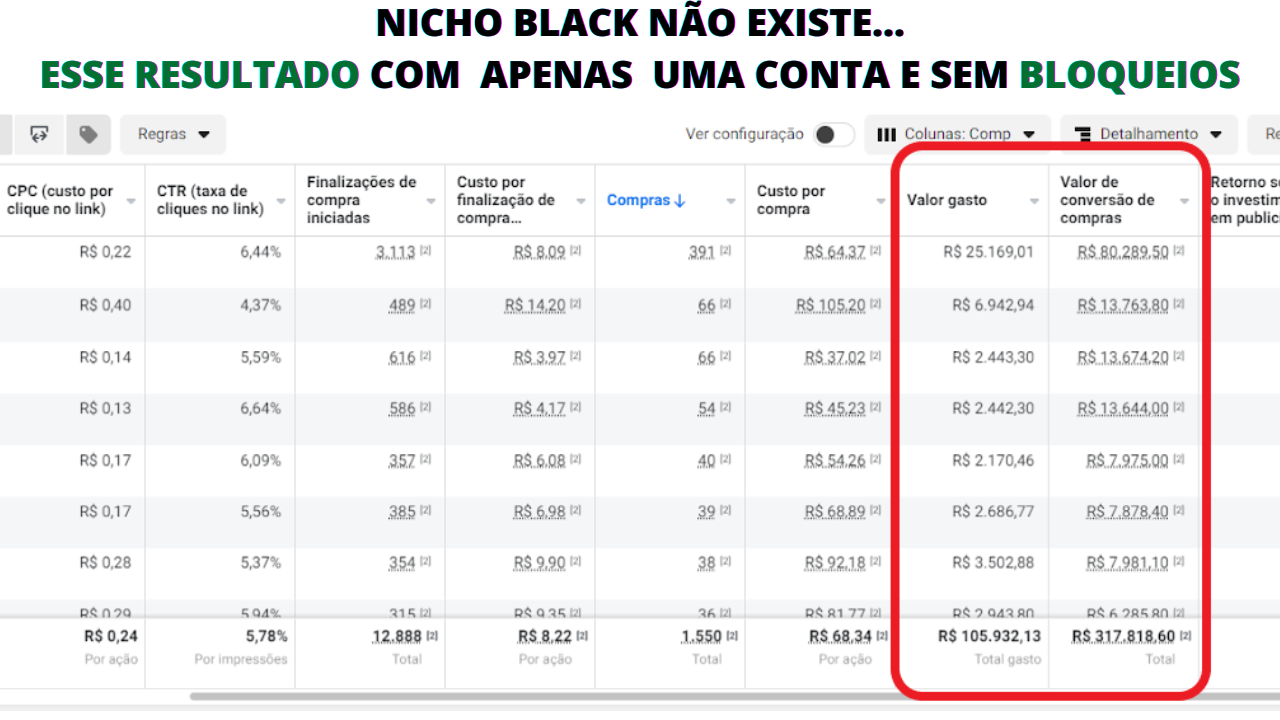 NICHO BLACK NÃO EXISTE...
ESSE RESULTADO COM APENAS UMA CONTA E SEM BLOQUEIOS
Regras Ver configuração Colunas: Comp Detalhamento Re
CPC (custo por clique no link) CTR (taxa de cliques no link) Finalizações de compra iniciadas Custo por finalização de compra... Compras ↓ Custo por compra Valor gasto Valor de conversão de compras Retorno so o investim em public
R$ 0,22 6,44% 3.113 [2] R$ 8,09 [2] 391 [2] R$ 64,37 [2] R$ 25.169,01 R$ 80.289,50 [2]
R$ 0,40 4,37% 489 [2] R$ 14,20 [2] 66 [2] R$ 105,20 [2] R$ 6.942,94 R$ 13.763,80 [2]
R$ 0,14 5,59% 616 [2] R$ 3,97 [2] 66 [2] R$ 37,02 [2] R$ 2.443,30 R$ 13.674,20 [2]
R$ 0,13 6,64% 586 [2] R$ 4,17 [2] 54 [2] R$ 45,23 [2] R$ 2.442,30 R$ 13.644,00 [2]
R$ 0,17 6,09% 357 [2] R$ 6,08 [2] 40 [2] R$ 54,26 [2] R$ 2.170,46 R$ 7.975,00 [2]
R$ 0,17 5,56% 385 [2] R$ 6,98 [2] 39 [2] R$ 68,89 [2] R$ 2.686,77 R$ 7.878,40 [2]
R$ 0,28 5,37% 354 [2] R$ 9,90 [2] 38 [2] R$ 92,18 [2] R$ 3.502,88 R$ 7.981,10 [2]
R$ 0,29 5,94% 315 [2] R$ 9,35 [2] 36 [2] R$ 81,77 [2] R$ 2.943,80 R$ 6.285,80 [2]
R$ 0,24 5,78% 12.888 [2] R$ 8,22 [2] 1.550 [2] R$ 68,34 [2] R$ 105.932,13 R$ 317.818,60 [2]
Por ação Por impressões Total Por ação Total Por ação Total gasto Total